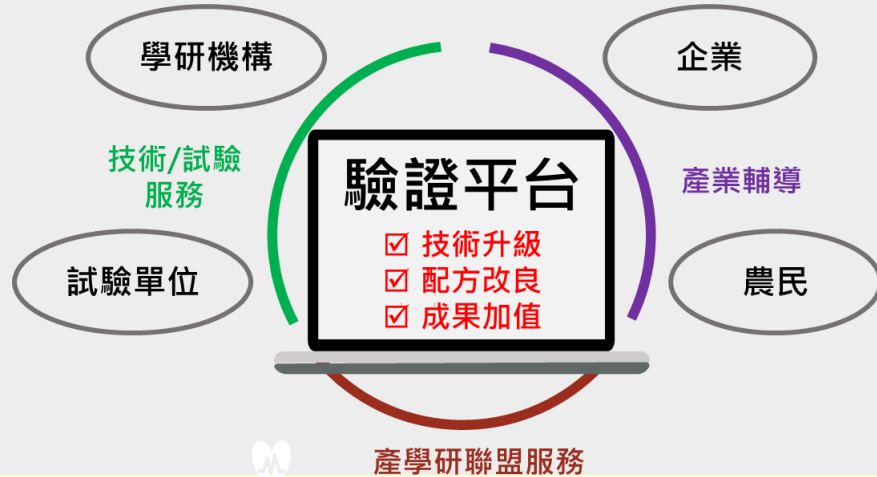 學研機構
企業
技術/試驗
服務
驗證平台
☑ 技術升級
☑ 配方改良
☑ 成果加值
產業輔導
試驗單位
農民
產學研聯盟服務